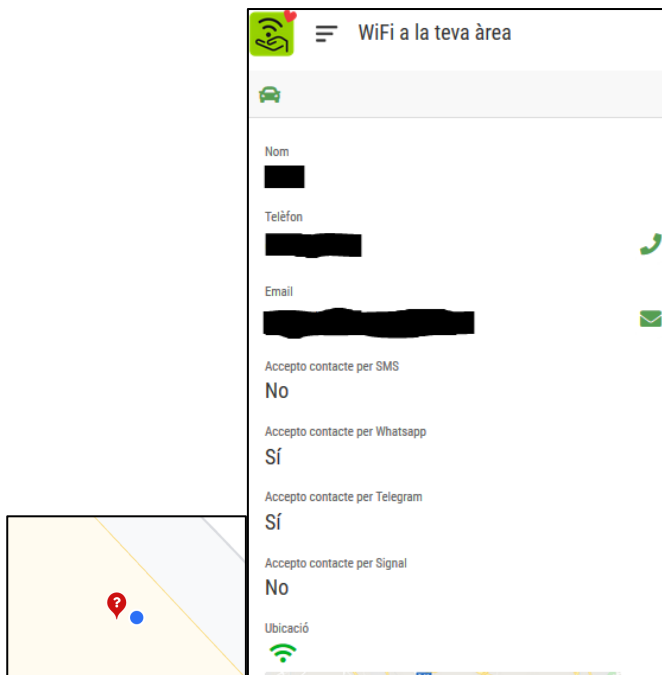 WiFi a la teva àrea
Nom
Telèfon
Email
Accepto contacte per SMS
No
Accepto contacte per Whatsapp
Sí
Accepto contacte per Telegram
Sí
Accepto contacte per Signal
No
Ubicació
?